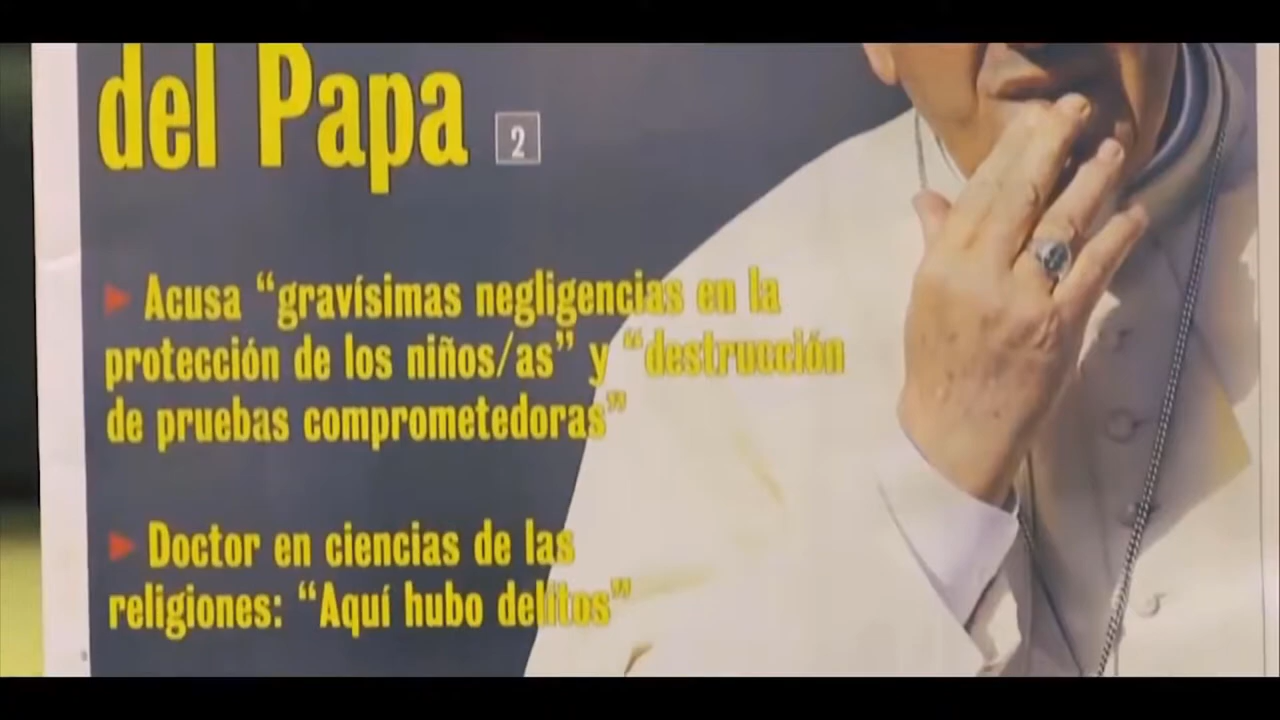 del Papa 2
Acusa “gravísimas negligencias en la
protección de los niños/as” y “destrucción
de pruebas comprometedoras”
Doctor en ciencias de las
religiones: “Aquí hubo delitos”